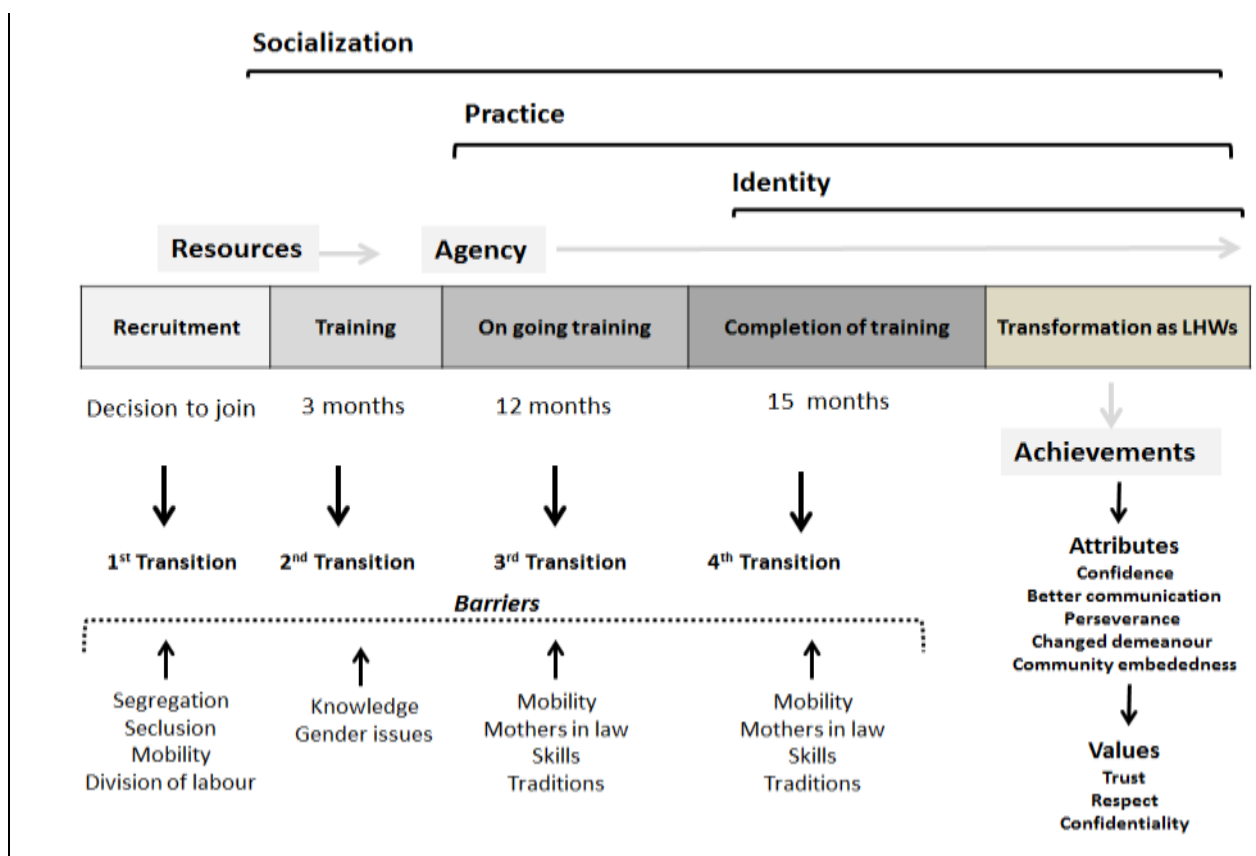 Socialization
Practice
Identity
Resources
Agency
Recruitment
Training
On going training
Completion of training
Transformation as LHWs
Decision to join
3 months
12 months
15 months
Achievements
1st Transition
2nd Transition
3rd Transition
4th Transition
Barriers
Segregation
Seclusion
Mobility
Division of labour
Knowledge
Gender issues
Mobility
Mothers in law
Skills
Traditions
Mobility
Mothers in law
Skills
Traditions
Attributes
Confidence
Better communication
Perseverance
Changed demeanour
Community embededness
Values
Trust
Respect
Confidentiality